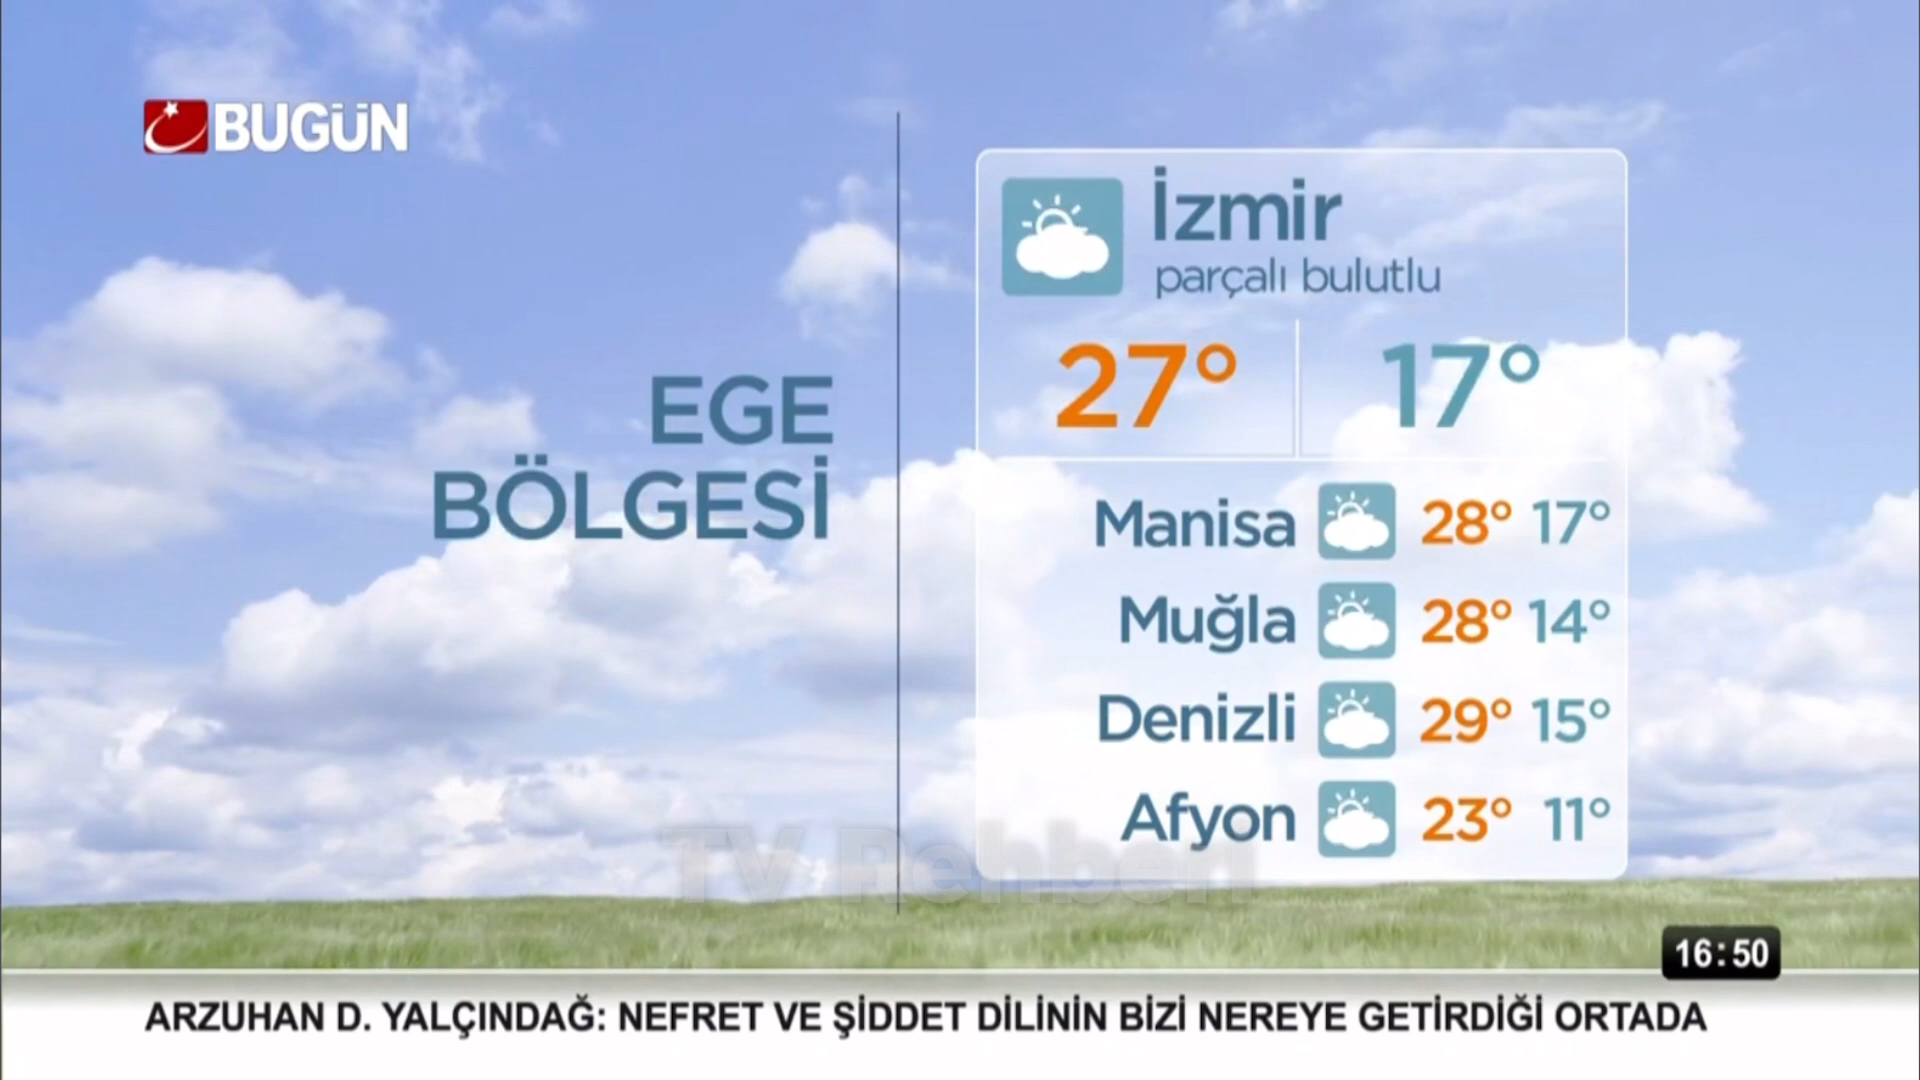 BUGÜN
EGE
BÖLGESİ
İzmir
parçalı bulutlu
27° 17°
Manisa 28° 17°
Muğla 28° 14°
Denizli 29° 15°
Afyon 23° 11°
TV Rehberi
16:50
ARZUHAN D. YALÇINDAĞ: NEFRET VE ŞİDDET DİLİNİN BİZİ NEREYE GETİRDİĞİ ORTADA